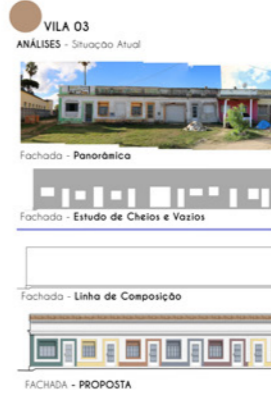 VILA 03
ANÁLISES - Situação Atual
Fachada - Panorâmica
Fachada - Estudo de Cheios e Vazios
Fachada - Linha de Composição
FACHADA - PROPOSTA